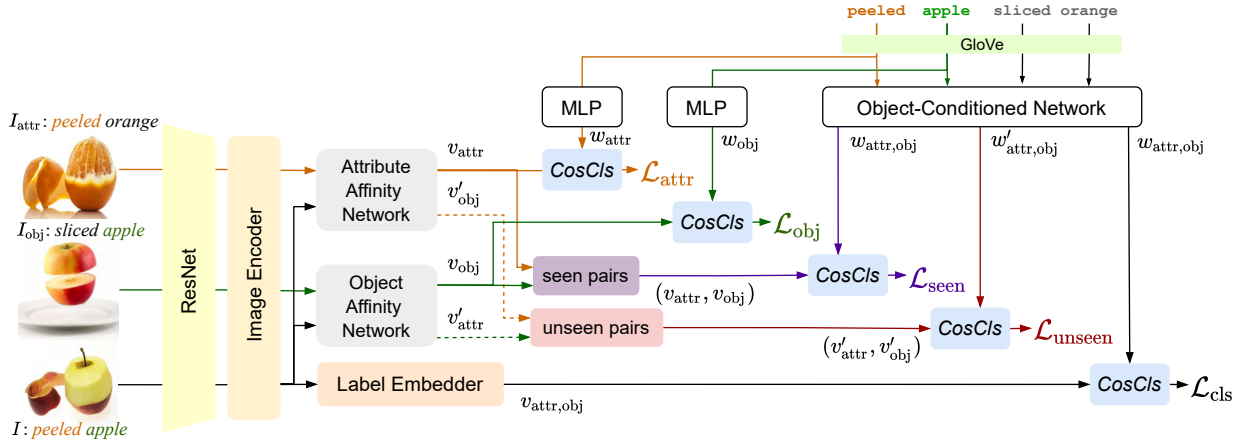 peeled apple sliced orange
GloVe
MLP
MLP
Object-Conditioned Network
I_attr: peeled orange
w_attr
w_obj
w_attr,obj
w'_attr,obj
w_attr,obj
ResNet
Image Encoder
Attribute
Affinity
Network
v_attr
v'_obj
CosCls
𝓛_attr
CosCls
𝓛_obj
I_obj: sliced apple
Object
Affinity
Network
v_obj
v'_attr
seen pairs
(v_attr, v_obj)
CosCls
𝓛_seen
unseen pairs
(v'_attr, v'_obj)
CosCls
𝓛_unseen
Label Embedder
v_attr,obj
CosCls
𝓛_cls
I: peeled apple